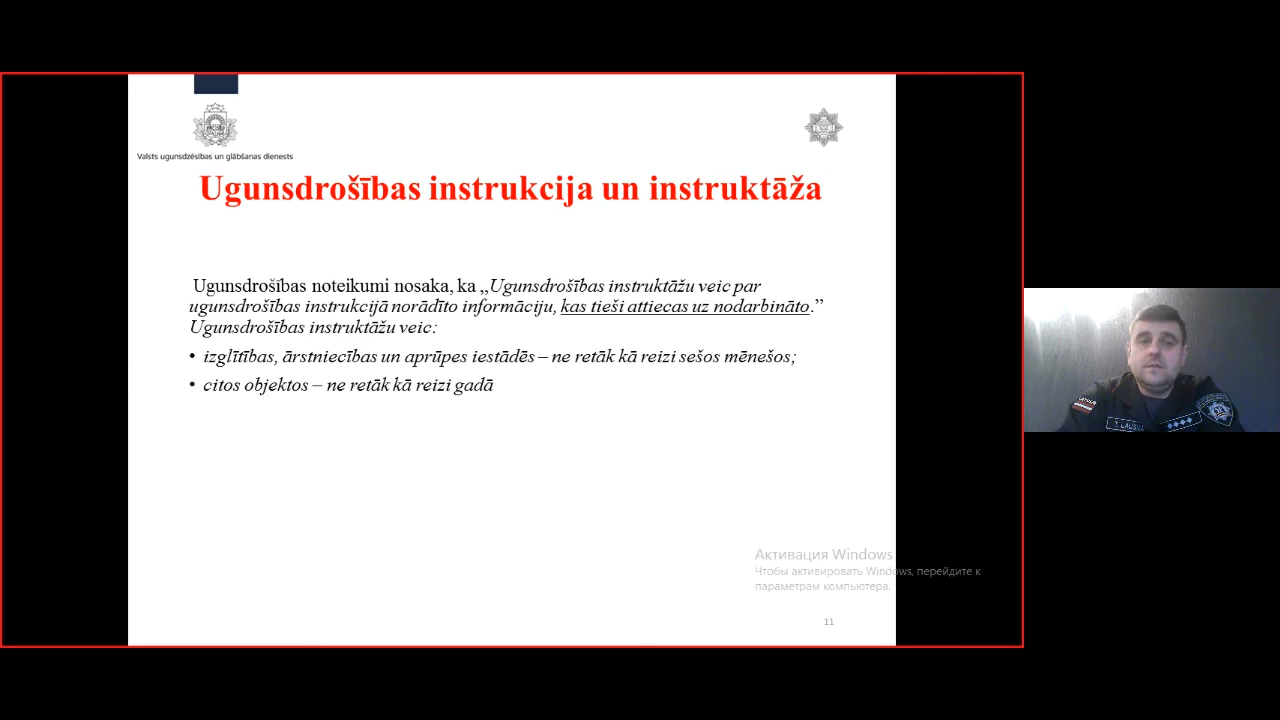 Valsts ugunsdzēsības un glābšanas dienests
Ugunsdrošības instrukcija un instruktāža
Ugunsdrošības noteikumi nosaka, ka „Ugunsdrošības instruktāžu veic par
ugunsdrošības instrukcijā norādīto informāciju, kas tieši attiecas uz nodarbināto.”
Ugunsdrošības instruktāžu veic:
• izglītības, ārstniecības un aprūpes iestādēs – ne retāk kā reizi sešos mēnešos;
• citos objektos – ne retāk kā reizi gadā
Активация Windows
Чтобы активировать Windows, перейдите к
параметрам компьютера.
11